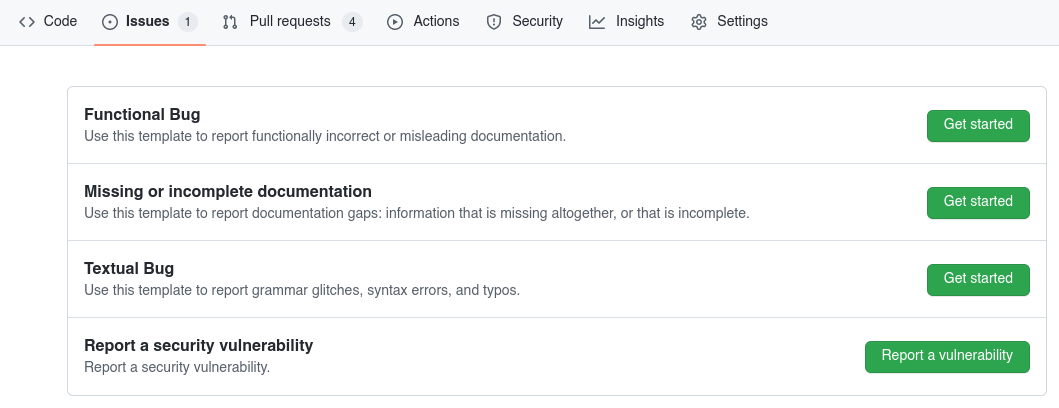 Code Issues 1 Pull requests 4 Actions Security Insights Settings
Functional Bug
Use this template to report functionally incorrect or misleading documentation.
Get started
Missing or incomplete documentation
Use this template to report documentation gaps: information that is missing altogether, or that is incomplete.
Get started
Textual Bug
Use this template to report grammar glitches, syntax errors, and typos.
Get started
Report a security vulnerability
Report a security vulnerability.
Report a vulnerability